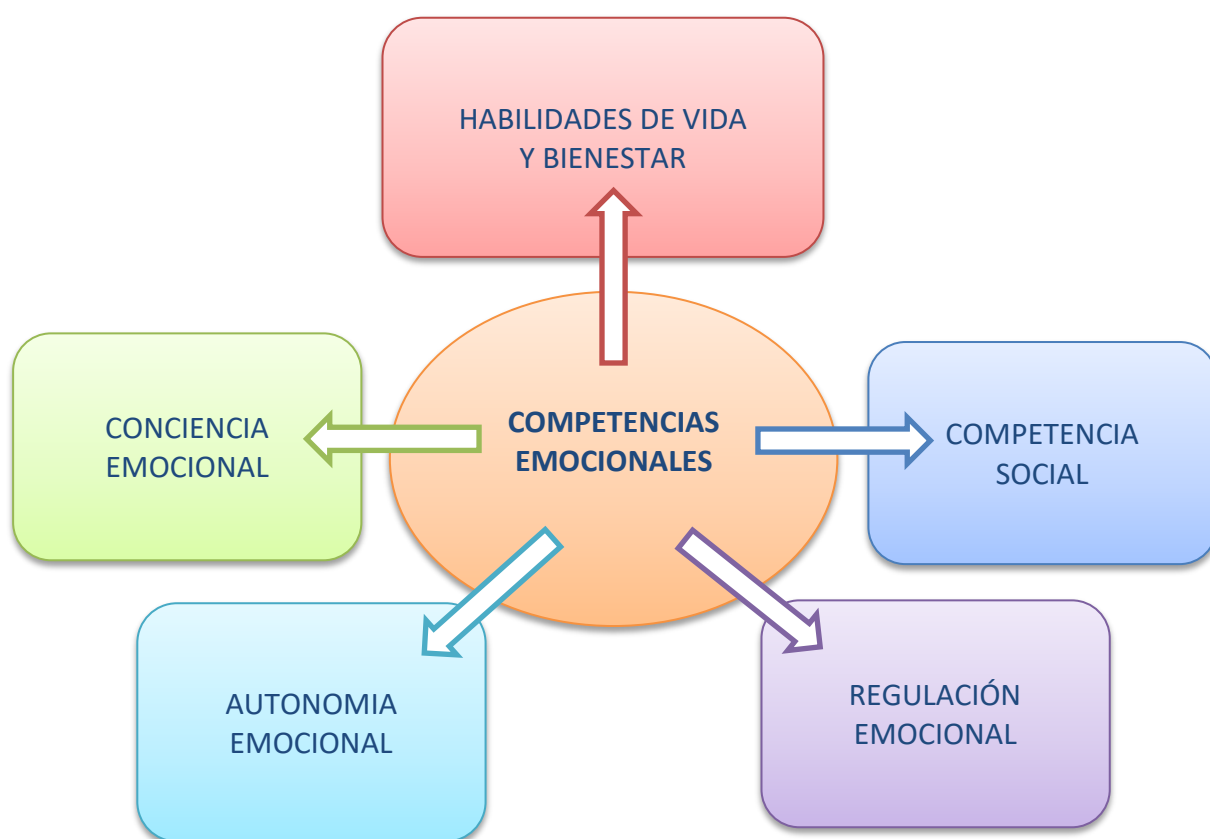 HABILIDADES DE VIDA
Y BIENESTAR
CONCIENCIA
EMOCIONAL
COMPETENCIAS
EMOCIONALES
COMPETENCIA
SOCIAL
AUTONOMIA
EMOCIONAL
REGULACIÓN
EMOCIONAL